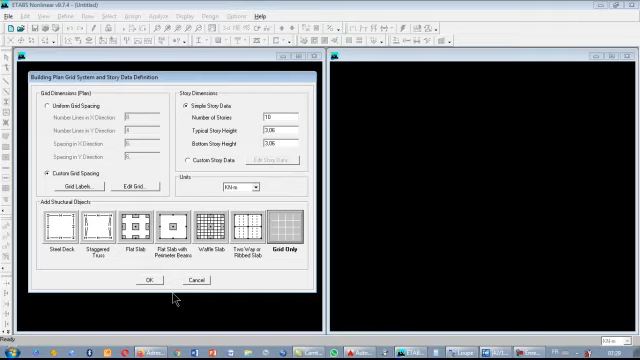 ETABS Nonlinear v9.7.4 - [Untitled]
File Edit View Define Draw Select Assign Analyze Display Design Options Help
Building Plan Grid System and Story Data Definition
Grid Dimensions (Plan)
Uniform Grid Spacing
Number Lines in X Direction
Number Lines in Y Direction
Spacing in X Direction
Spacing in Y Direction
Custom Grid Spacing
Grid Labels...
Edit Grid...
Story Dimensions
Simple Story Data
Number of Stories 10
Typical Story Height 3,06
Bottom Story Height 3,06
Custom Story Data
Edit Story Data...
Units
KN-m
Add Structural Objects
Steel Deck
Staggered Truss
Flat Slab
Flat Slab with Perimeter Beams
Waffle Slab
Two Way or Ribbed Slab
Grid Only
OK
Cancel
Ready
KN-m
FR
07:29